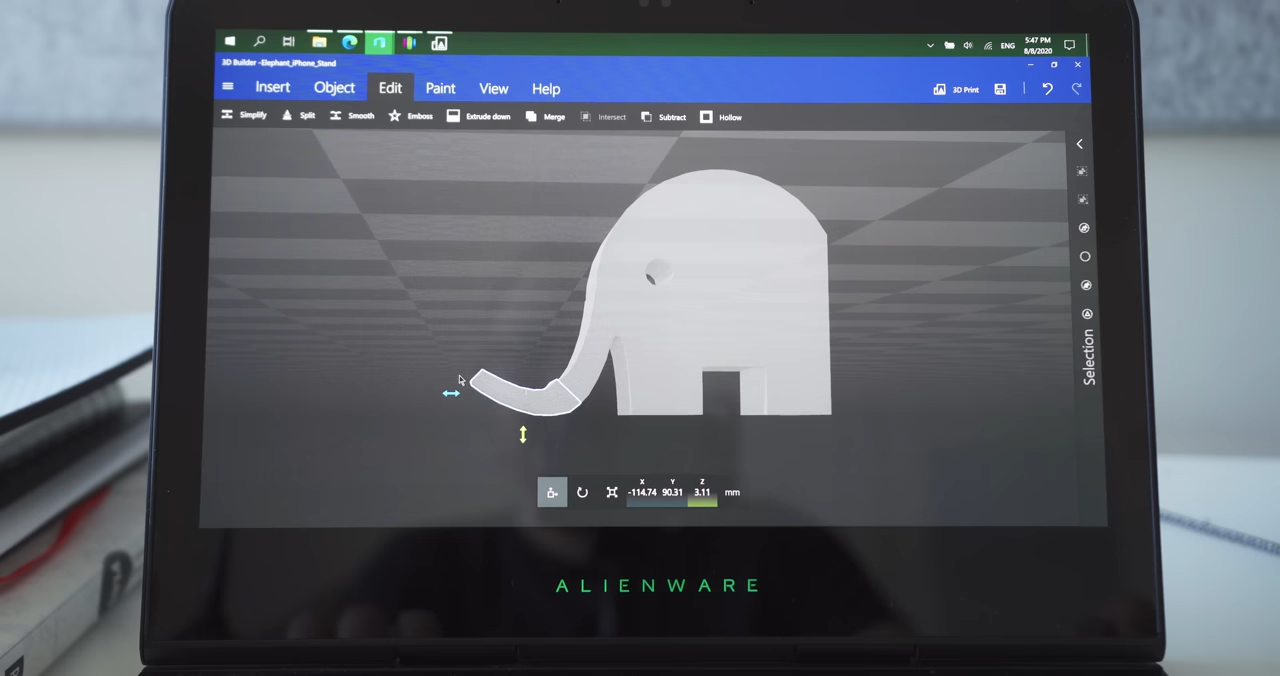 ENG
5:47 PM
8/8/2020
3D Builder -Elephant_iPhone_Stand
Insert Object Edit Paint View Help
3D Print
Simplify Split Smooth Emboss Extrude down Merge Intersect Subtract Hollow
Selection
X Y Z
-114.74 90.31 3.11 mm
ALIENWARE